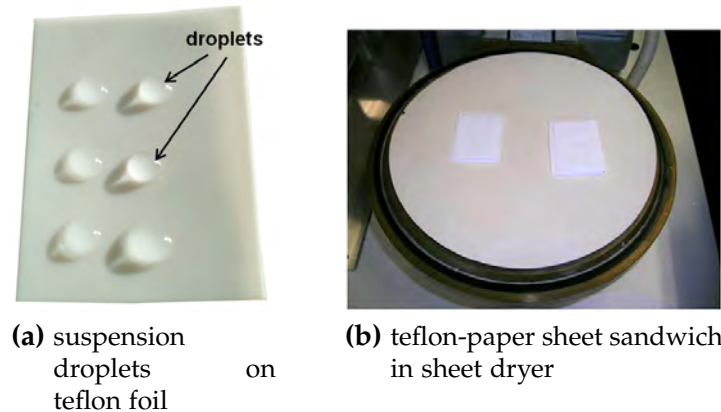 droplets
(a) suspension
droplets on
teflon foil
(b) teflon-paper sheet sandwich
in sheet dryer